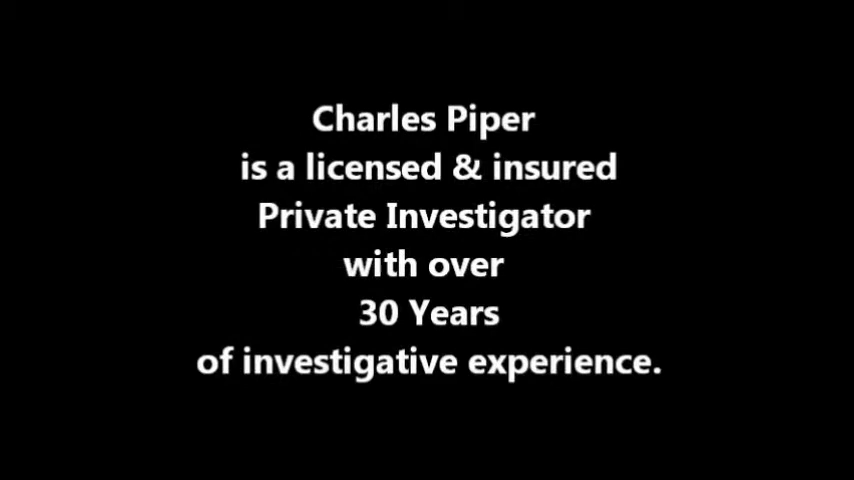 Charles Piper
is a licensed & insured
Private Investigator
with over
30 Years
of investigative experience.